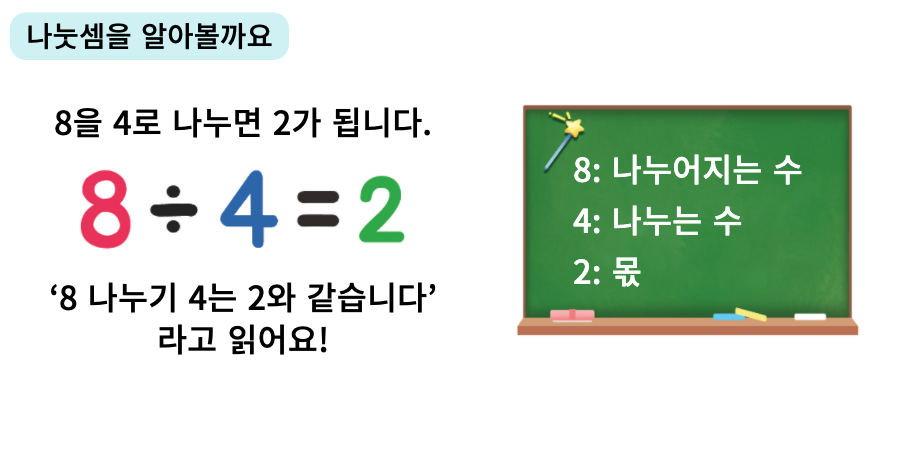 나눗셈을 알아볼까요
8을 4로 나누면 2가 됩니다.
8÷4=2
‘8 나누기 4는 2와 같습니다’
라고 읽어요!
8: 나누어지는 수
4: 나누는 수
2: 몫